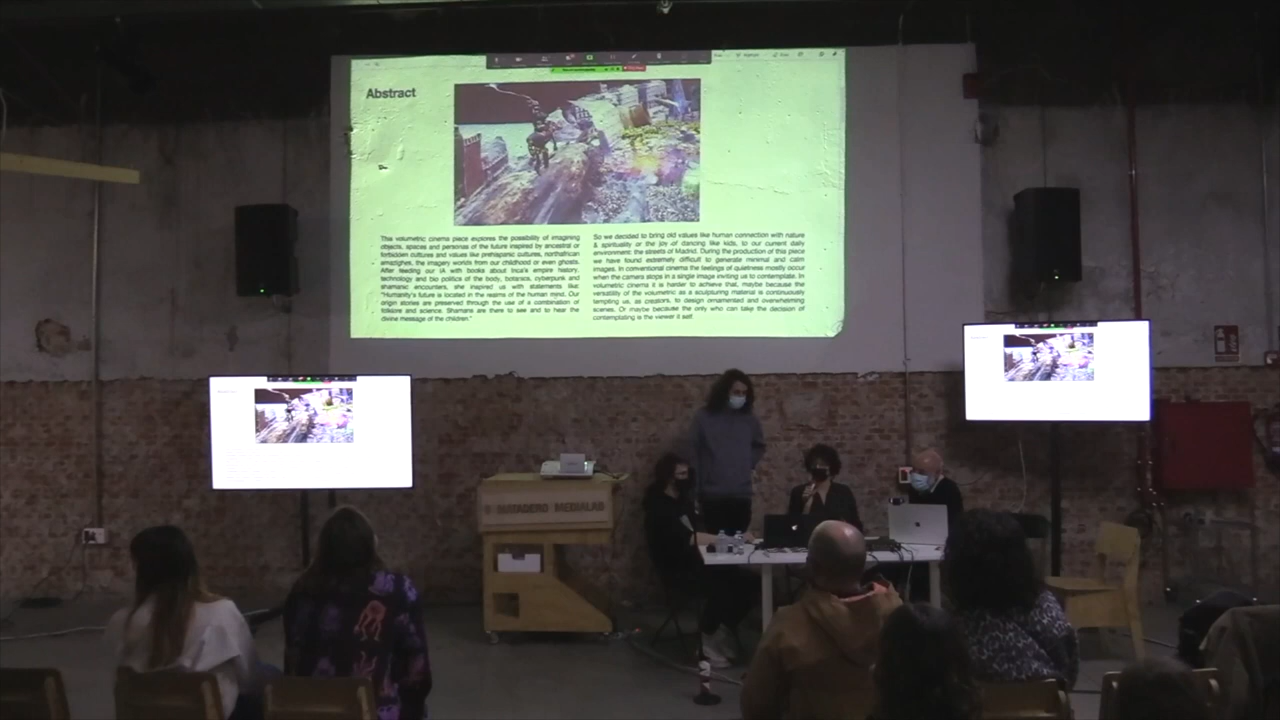 Abstract
This volumetric cinema piece explores the possibility of imagining
objects, spaces and personas of the future inspired by ancestral or
forbidden cultures and values like prehispanic cultures, northafrican
amazighes, the imagery worlds from our childhood or even ghosts.
After feeding our IA with books about Inca's empire history,
technology and bio politics of the body, botanics, cyberpunk and
shamanic encounters, she inspired us with statements like:
"Humanity's future is located in the realms of the human mind. Our
origin stories are preserved through the use of a combination of
folklore and science. Shamans are there to see and to hear the
divine message of the children."
So we decided to bring old values like human connection with nature
& spirituality or the joy of dancing like kids, to our current daily
environment: the streets of Madrid. During the production of this piece
we have found extremely difficult to generate minimal and calm
images. In conventional cinema the feelings of quietness mostly occur
when the camera stops in a single image inviting us to contemplate. In
volumetric cinema it is harder to achieve that, maybe because the
versatility of the volumetric as a sculpturing material is continuously
tempting us, as creators, to design ornamented and overwhelming
scenes. Or maybe because the only who can take the decision of
contemplating is the viewer it self.
MATADERO MEDIALAB